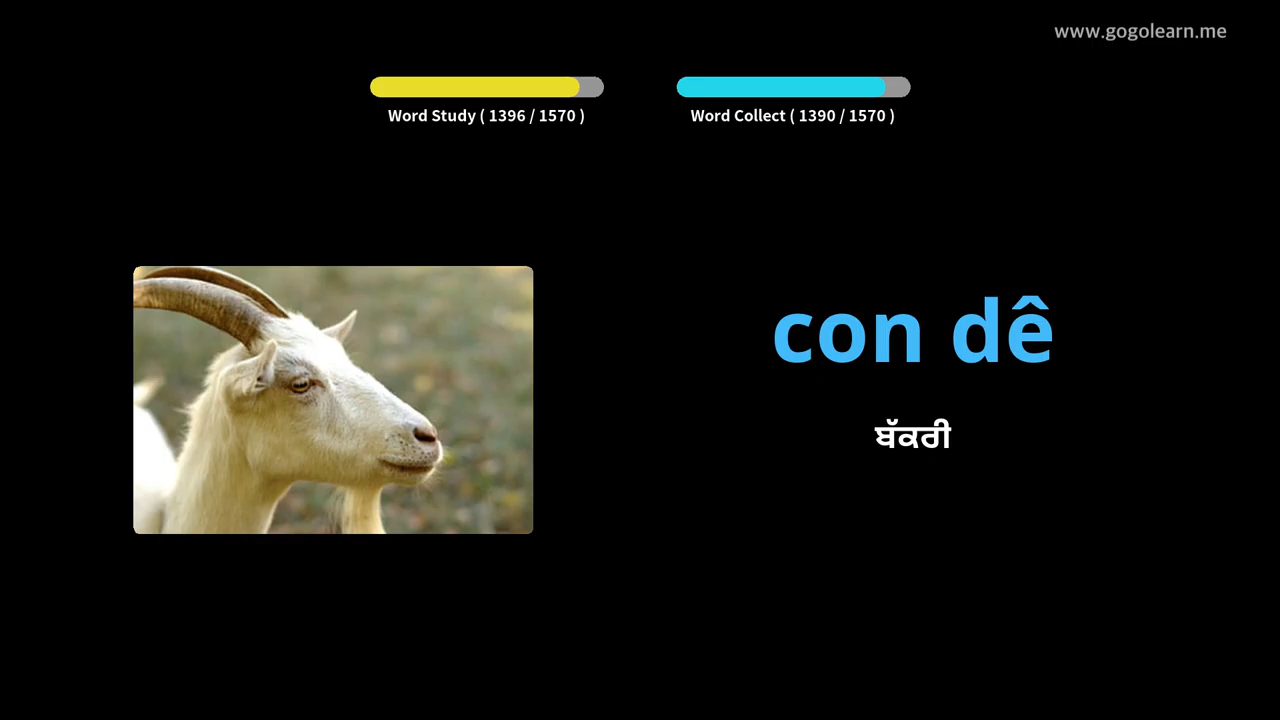 www.gogolearn.me
Word Study ( 1396 / 1570 )
Word Collect ( 1390 / 1570 )
con dê
ਬੱਕਰੀ